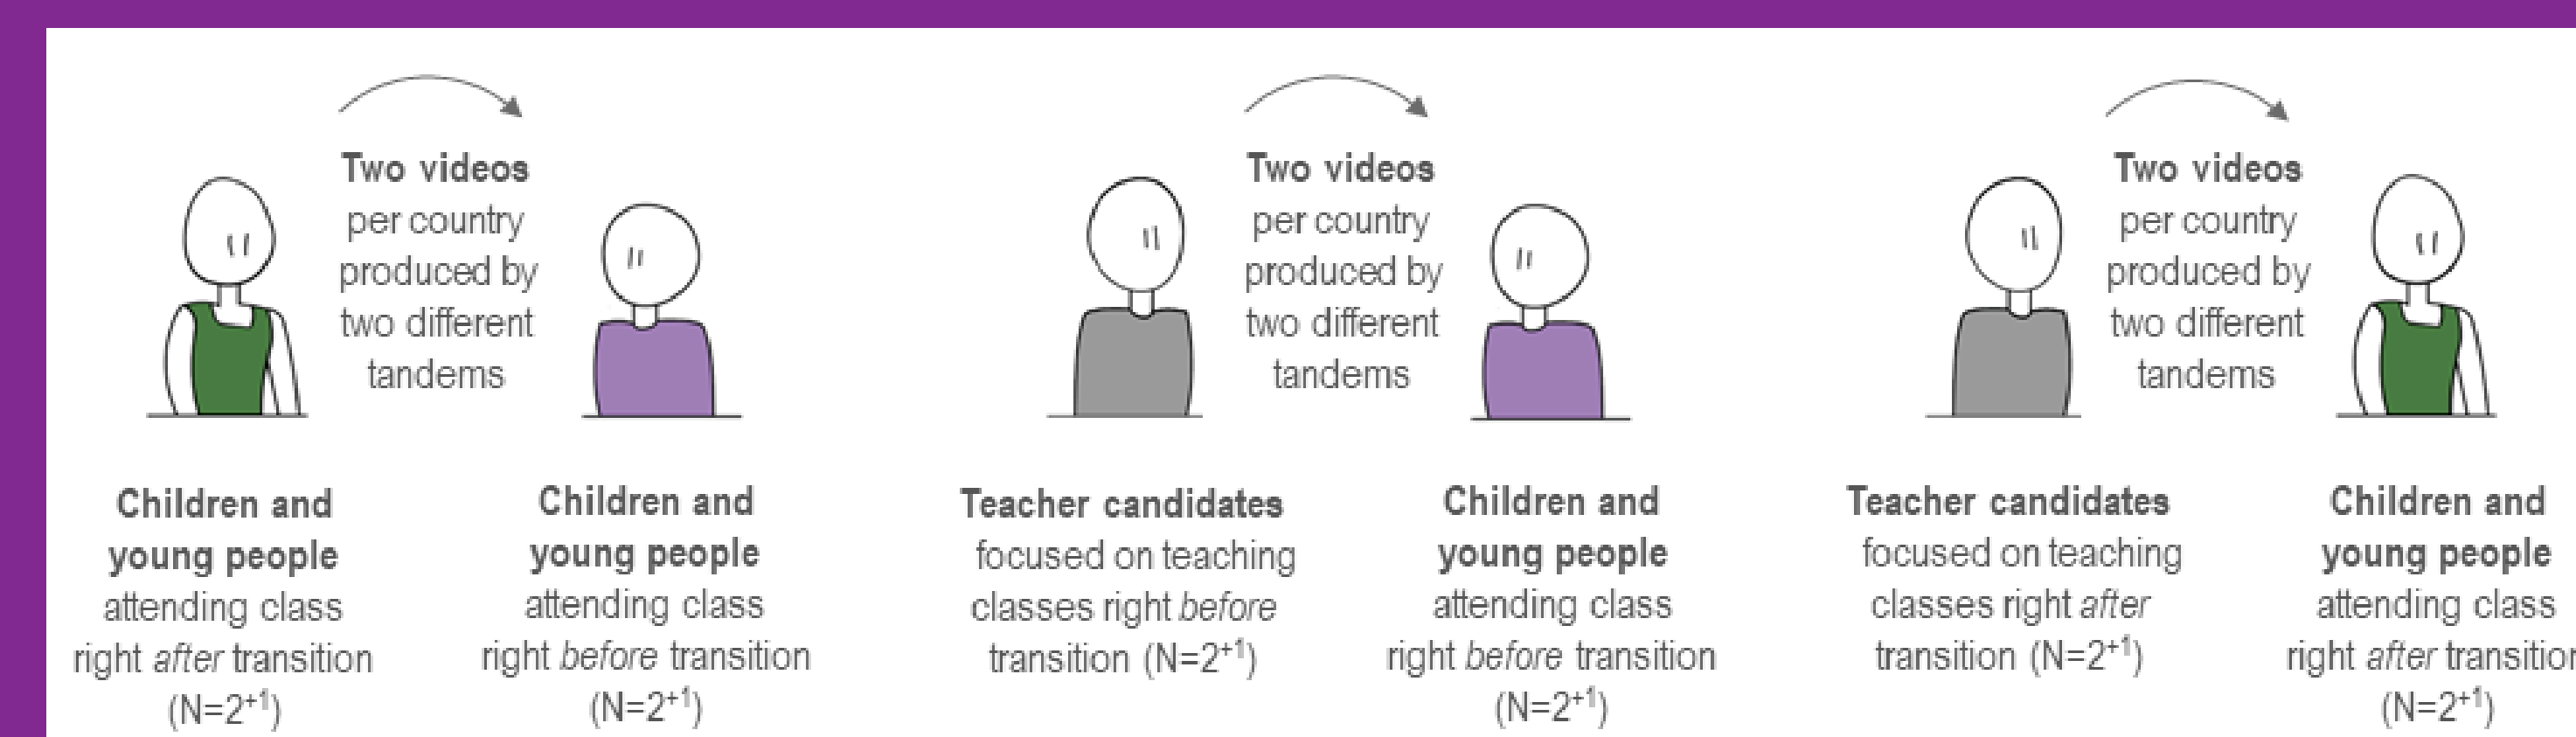 Two videos
per country
produced by
two different
tandems
Children and
young people
attending class
right after transition
(N=2⁺¹)
Children and
young people
attending class
right before transition
(N=2⁺¹)
Two videos
per country
produced by
two different
tandems
Teacher candidates
focused on teaching
classes right before
transition (N=2⁺¹)
Children and
young people
attending class
right before transition
(N=2⁺¹)
Two videos
per country
produced by
two different
tandems
Teacher candidates
focused on teaching
classes right after
transition (N=2⁺¹)
Children and
young people
attending class
right after transition
(N=2⁺¹)